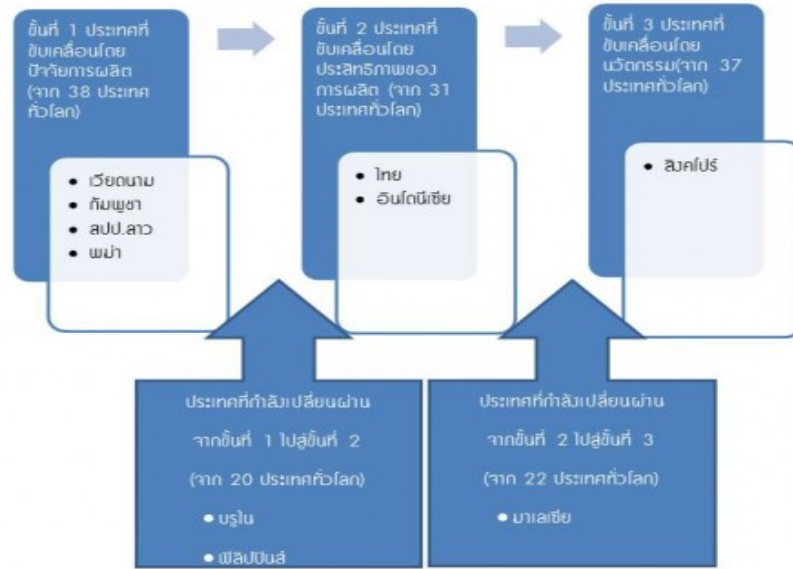 ขั้นที่ 1 ประเทศที่
ขับเคลื่อนโดย
ปัจจัยการผลิต
(จาก 38 ประเทศ
ทั่วโลก)
เวียดนาม
กัมพูชา
สปป.ลาว
พม่า
ขั้นที่ 2 ประเทศที่
ขับเคลื่อนโดย
ประสิทธิภาพของ
การผลิต (จาก 31
ประเทศทั่วโลก)
ไทย
อินโดนีเซีย
ขั้นที่ 3 ประเทศที่
ขับเคลื่อนโดย
นวัตกรรม(จาก 37
ประเทศทั่วโลก)
สิงคโปร์
ประเทศที่กำลังเปลี่ยนผ่าน
จากขั้นที่ 1 ไปสู่ขั้นที่ 2
(จาก 20 ประเทศทั่วโลก)
บรูไน
ฟิลิปปินส์
ประเทศที่กำลังเปลี่ยนผ่าน
จากขั้นที่ 2 ไปสู่ขั้นที่ 3
(จาก 22 ประเทศทั่วโลก)
มาเลเซีย